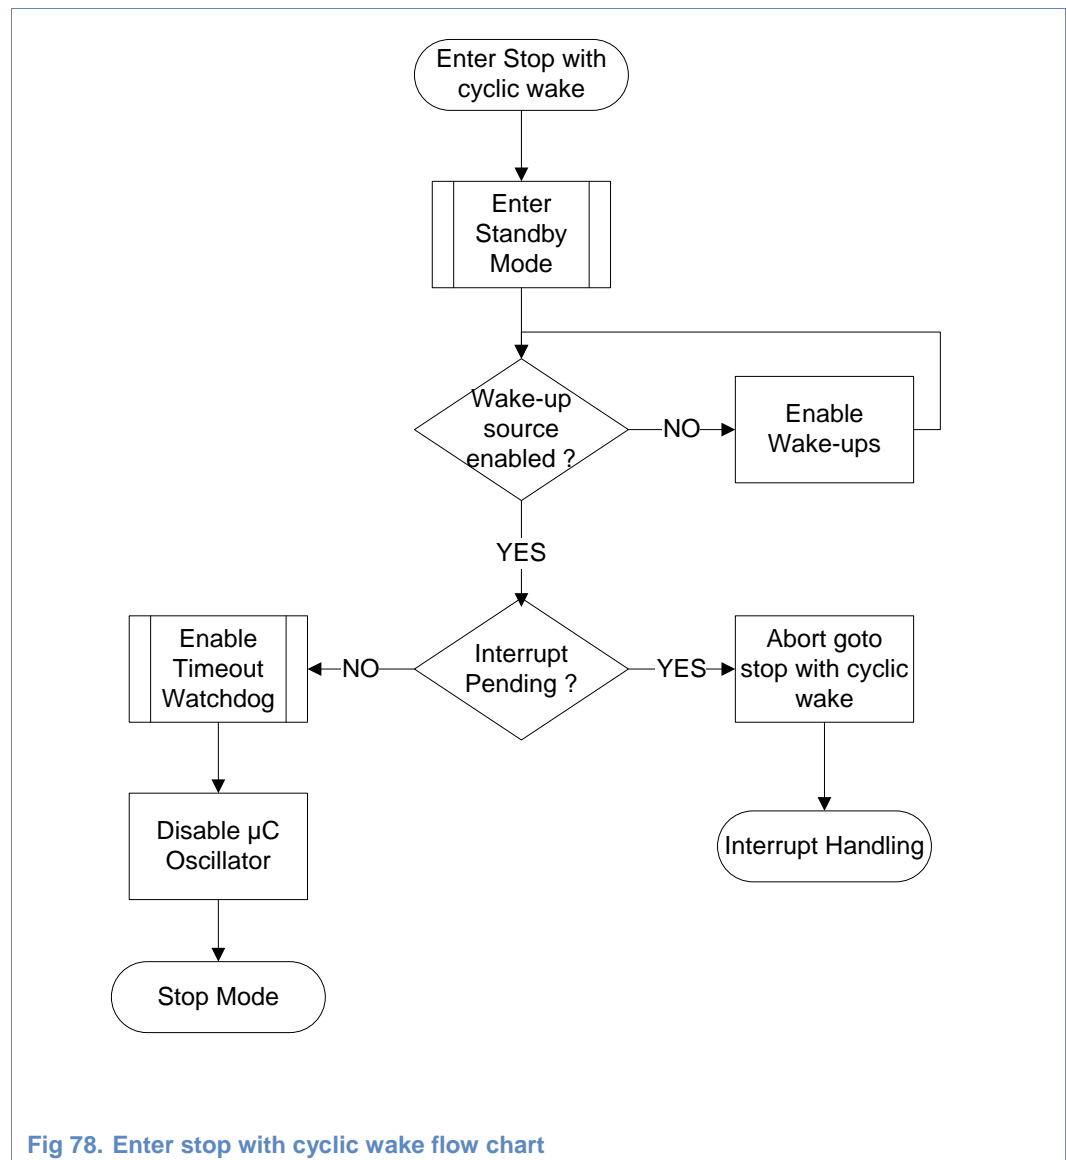 Enter Stop with
cyclic wake
Enter
Standby
Mode
Wake-up
source
enabled ?
NO
Enable
Wake-ups
YES
Enable
Timeout
Watchdog
NO
Interrupt
Pending ?
YES
Abort goto
stop with cyclic
wake
Disable µC
Oscillator
Interrupt Handling
Stop Mode
Fig 78. Enter stop with cyclic wake flow chart